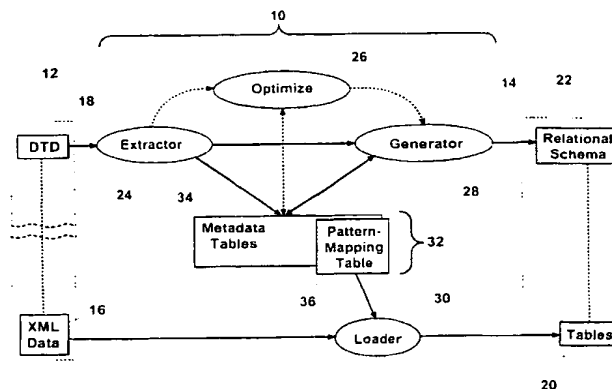 10
12
26
14
22
18
Optimize
DTD
Extractor
Generator
Relational
Schema
24
34
28
Metadata
Tables
Pattern-
Mapping
Table
32
16
36
30
XML
Data
Loader
Tables
20